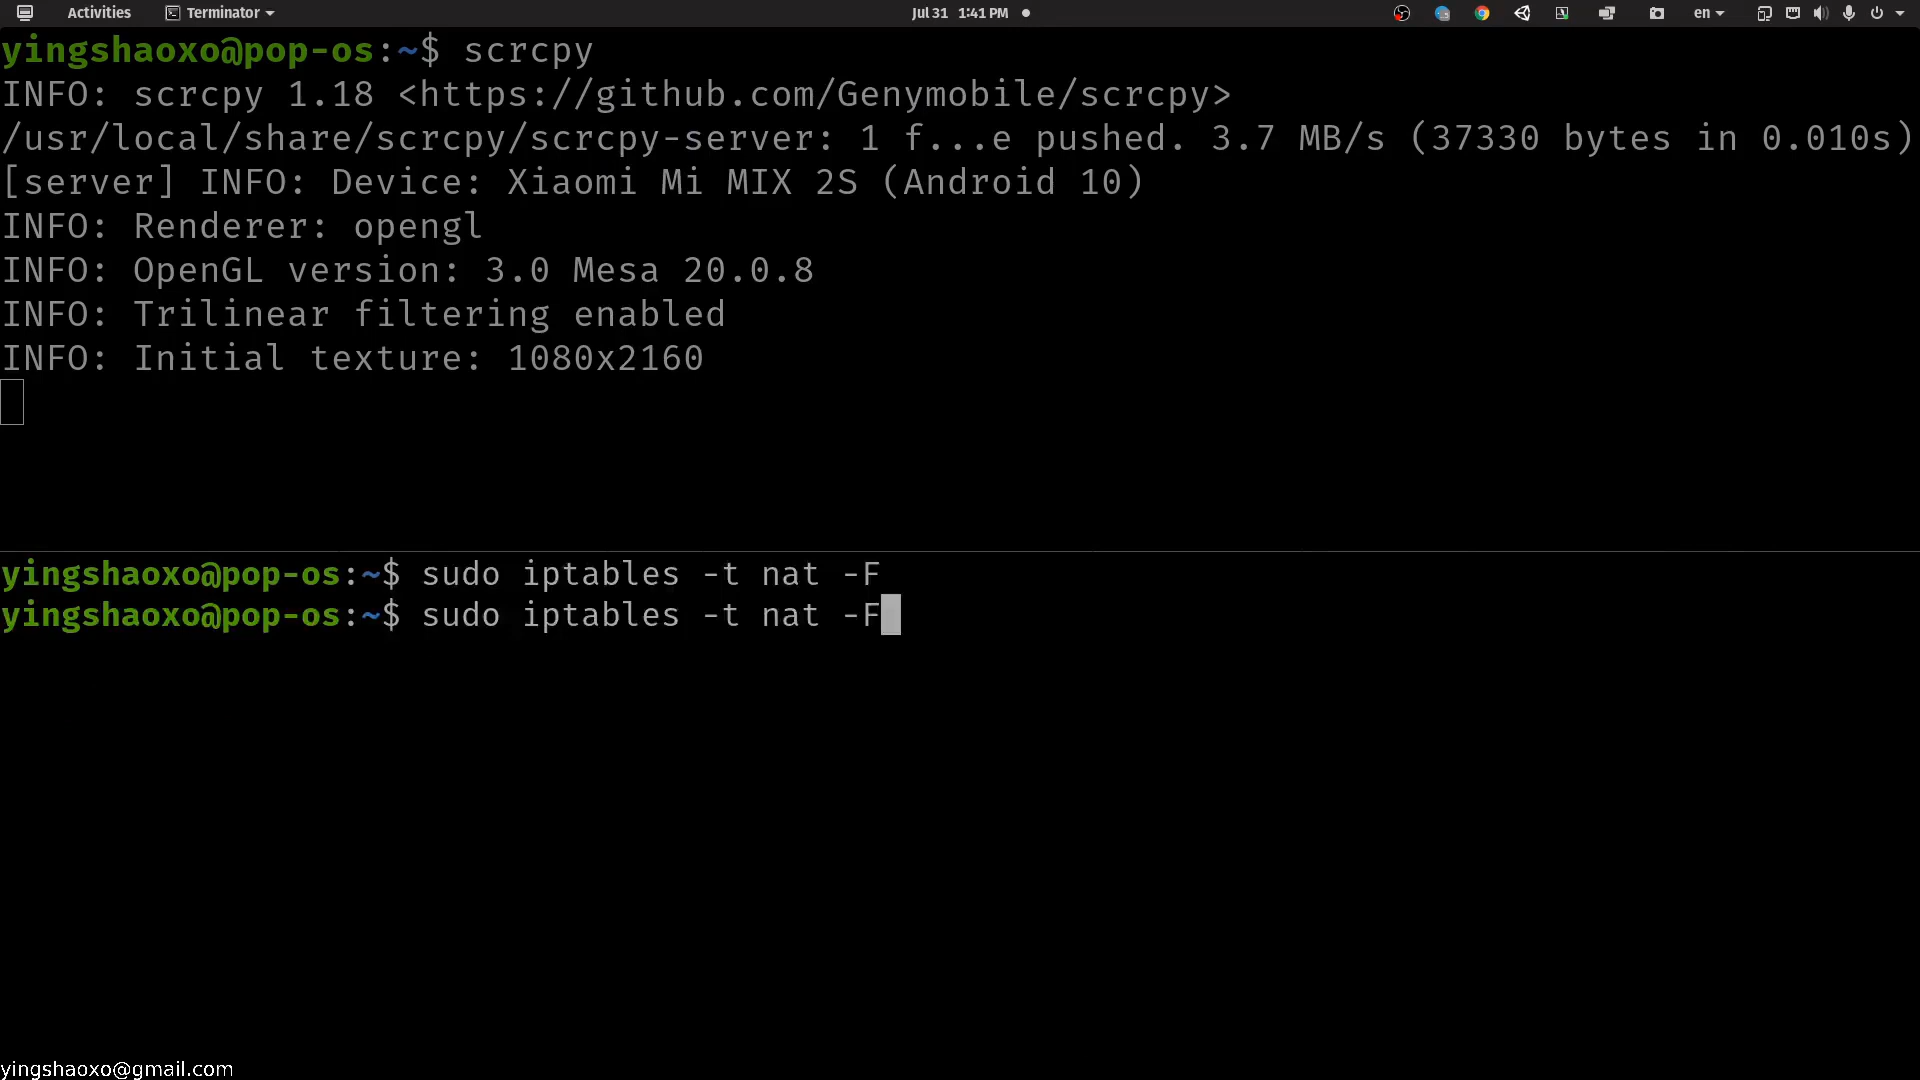 Activities Terminator Jul 31 1:41 PM en
yingshaoxo@pop-os:~$ scrcpy
INFO: scrcpy 1.18 <https://github.com/Genymobile/scrcpy>
/usr/local/share/scrcpy/scrcpy-server: 1 f...e pushed. 3.7 MB/s (37330 bytes in 0.010s)
[server] INFO: Device: Xiaomi Mi MIX 2S (Android 10)
INFO: Renderer: opengl
INFO: OpenGL version: 3.0 Mesa 20.0.8
INFO: Trilinear filtering enabled
INFO: Initial texture: 1080x2160
yingshaoxo@pop-os:~$ sudo iptables -t nat -F
yingshaoxo@pop-os:~$ sudo iptables -t nat -F
yingshaoxo@gmail.com